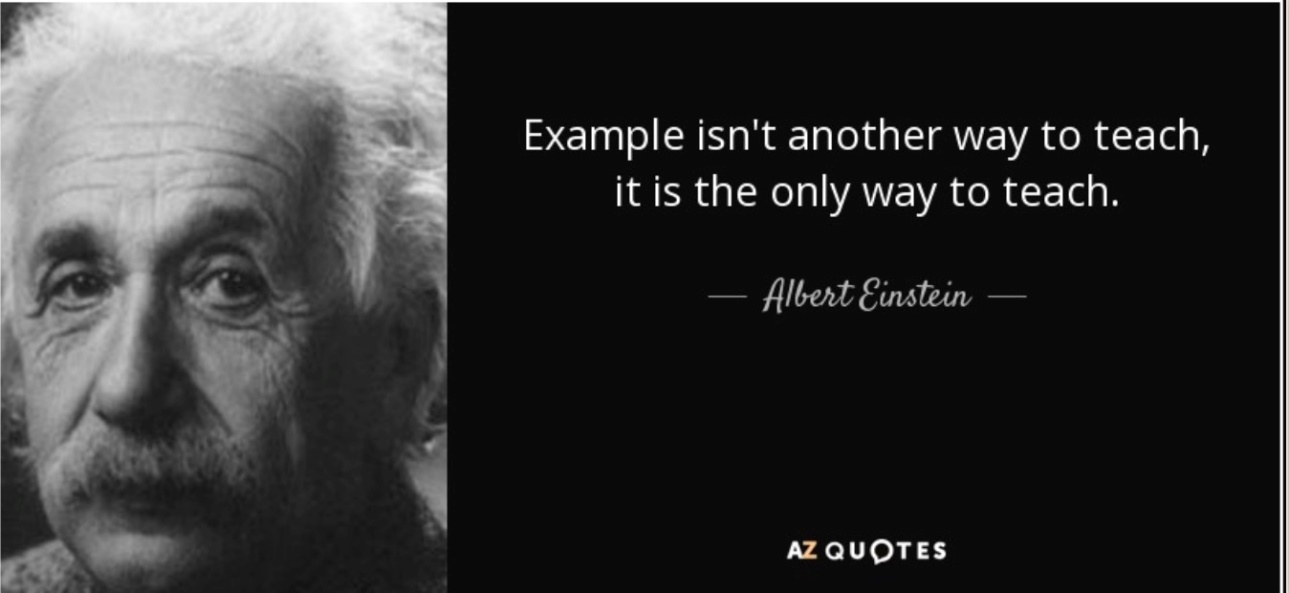 Example isn't another way to teach,
it is the only way to teach.
Albert Einstein
AZ QUOTES